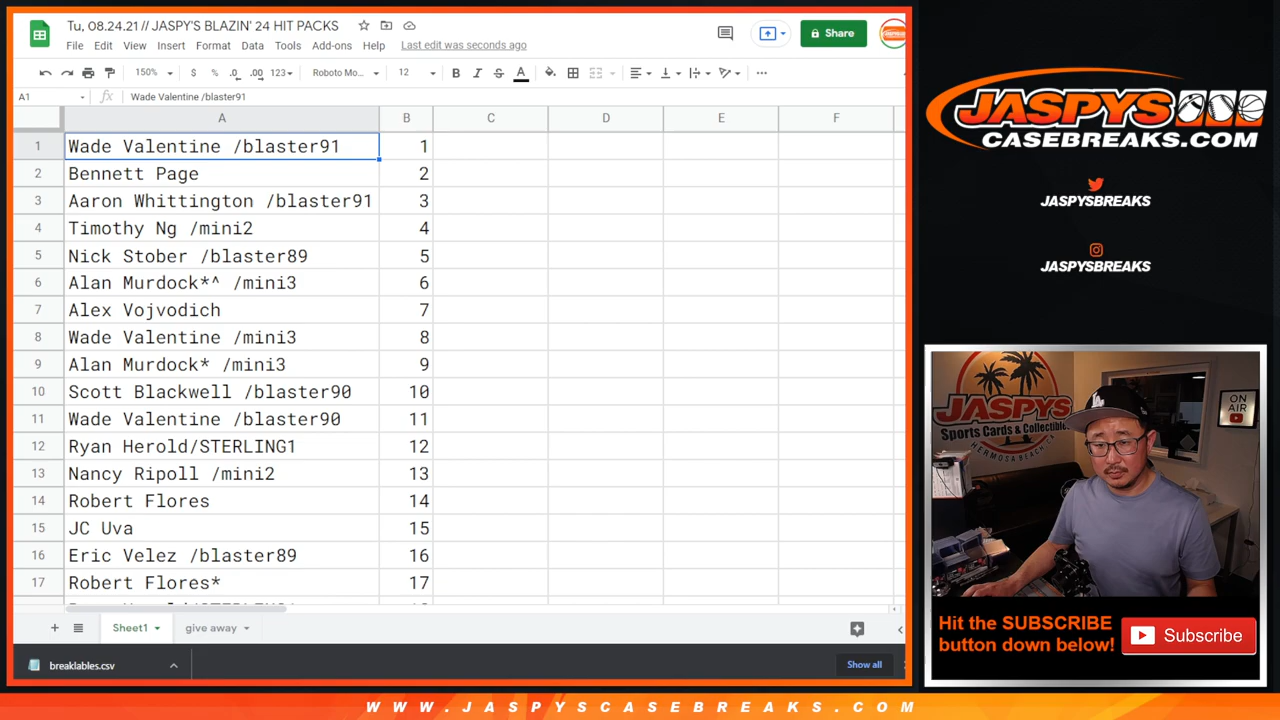 Tu, 08.24.21 // JASPY'S BLAZIN' 24 HIT PACKS
File Edit View Insert Format Data Tools Add-ons Help Last edit was seconds ago
Share
150% $ % .0 .00 123 Roboto Mo... 12 B I S A
A1 fx Wade Valentine /blaster91
A B C D E F
1 Wade Valentine /blaster91 1
2 Bennett Page 2
3 Aaron Whittington /blaster91 3
4 Timothy Ng /mini2 4
5 Nick Stober /blaster89 5
6 Alan Murdock*^ /mini3 6
7 Alex Vojvodich 7
8 Wade Valentine /mini3 8
9 Alan Murdock* /mini3 9
10 Scott Blackwell /blaster90 10
11 Wade Valentine /blaster90 11
12 Ryan Herold/STERLING1 12
13 Nancy Ripoll /mini2 13
14 Robert Flores 14
15 JC Uva 15
16 Eric Velez /blaster89 16
17 Robert Flores* 17
Sheet1 give away
breaklables.csv Show all
JASPYS
CASEBREAKS.COM
JASPYSBREAKS
JASPYSBREAKS
JASPYS
Sports Cards & Collectibles
HERMOSA BEACH, CA
ON AIR
Hit the SUBSCRIBE
button down below!
Subscribe
WWW.JASPYSCASEBREAKS.COM